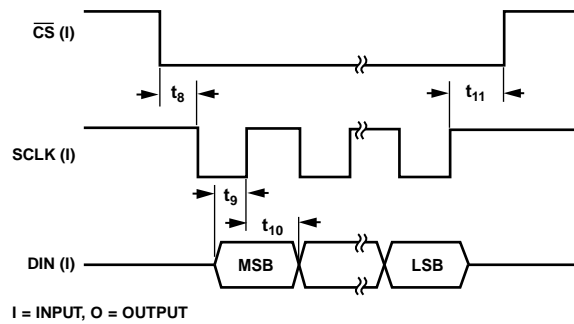 CS (I)
t8
t11
SCLK (I)
t9
t10
DIN (I)
MSB
LSB
I = INPUT, O = OUTPUT